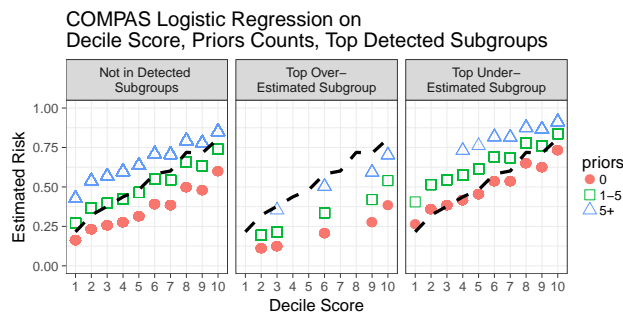 COMPAS Logistic Regression on
Decile Score, Priors Counts, Top Detected Subgroups
Not in Detected
Subgroups
Top Over−
Estimated Subgroup
Top Under−
Estimated Subgroup
1.00
0.75
0.50
0.25
0.00
Estimated Risk
1 2 3 4 5 6 7 8 9 10
1 2 3 4 5 6 7 8 9 10
1 2 3 4 5 6 7 8 9 10
Decile Score
priors
0
1−5
5+